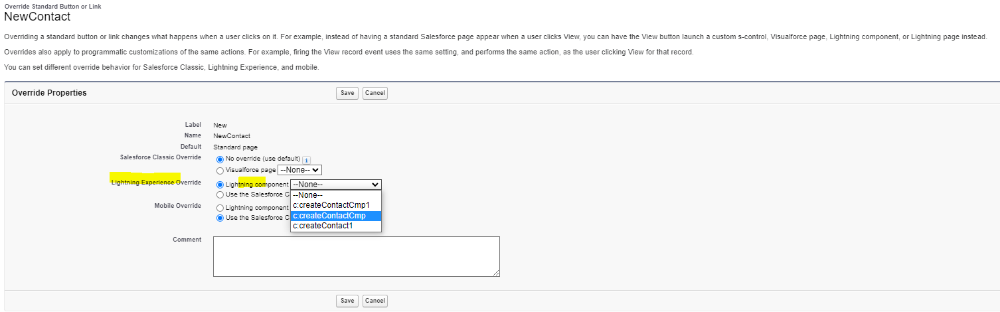 Override Standard Button or Link
NewContact
Overriding a standard button or link changes what happens when a user clicks on it. For example, instead of having a standard Salesforce page appear when a user clicks View, you can have the View button launch a custom s-control, Visualforce page, Lightning component, or Lightning page instead.
Overrides also apply to programmatic customizations of the same actions. For example, firing the View record event uses the same setting, and performs the same action, as the user clicking View for that record.
You can set different override behavior for Salesforce Classic, Lightning Experience, and mobile.
Override Properties Save Cancel
Label New
Name NewContact
Default Standard page
Salesforce Classic Override No override (use default) i
Visualforce page --None--
Lightning Experience Override Lightning component --None--
Use the Salesforce C --None--
c:createContactCmp1
Mobile Override Lightning component
c:createContactCmp
Use the Salesforce C
c:createContact1
Comment
Save Cancel